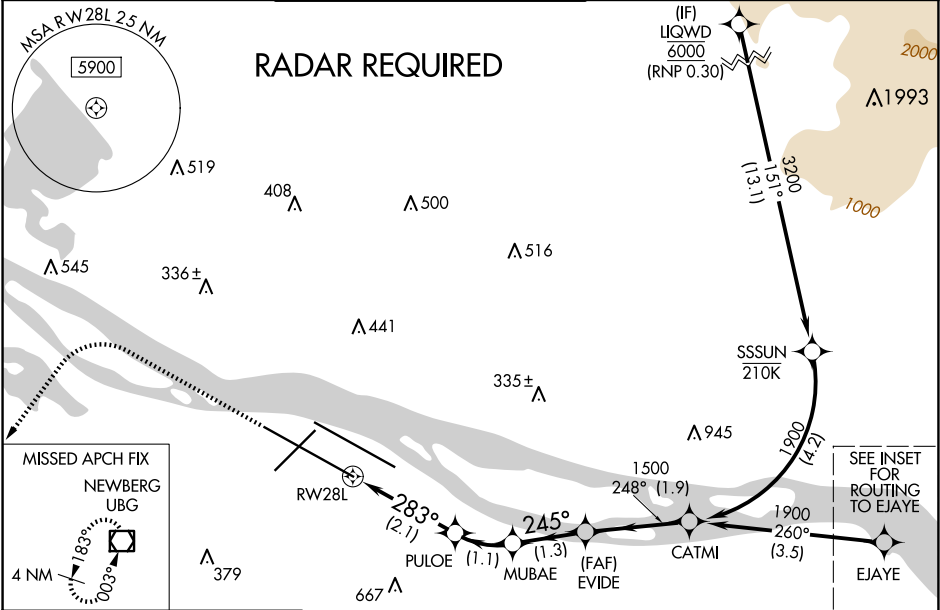 MSA RW28L 25 NM
5900
RADAR REQUIRED
(IF)
LIQWD
6000
(RNP 0.30)
2000
1993
519
408
500
3200
151°
(13.1)
1000
516
545
336 ±
441
SSSUN
210K
335 ±
945
1900
(4.2)
MISSED APCH FIX
NEWBERG
UBG
183°
4 NM
003°
RW28L
283°
(2.1)
1500
248° (1.9)
245°
(1.3)
(1.1)
PULOE
MUBAE
(FAF)
EVIDE
CATMI
SEE INSET
FOR
ROUTING
TO EJAYE
1900
260°
(3.5)
EJAYE
379
667